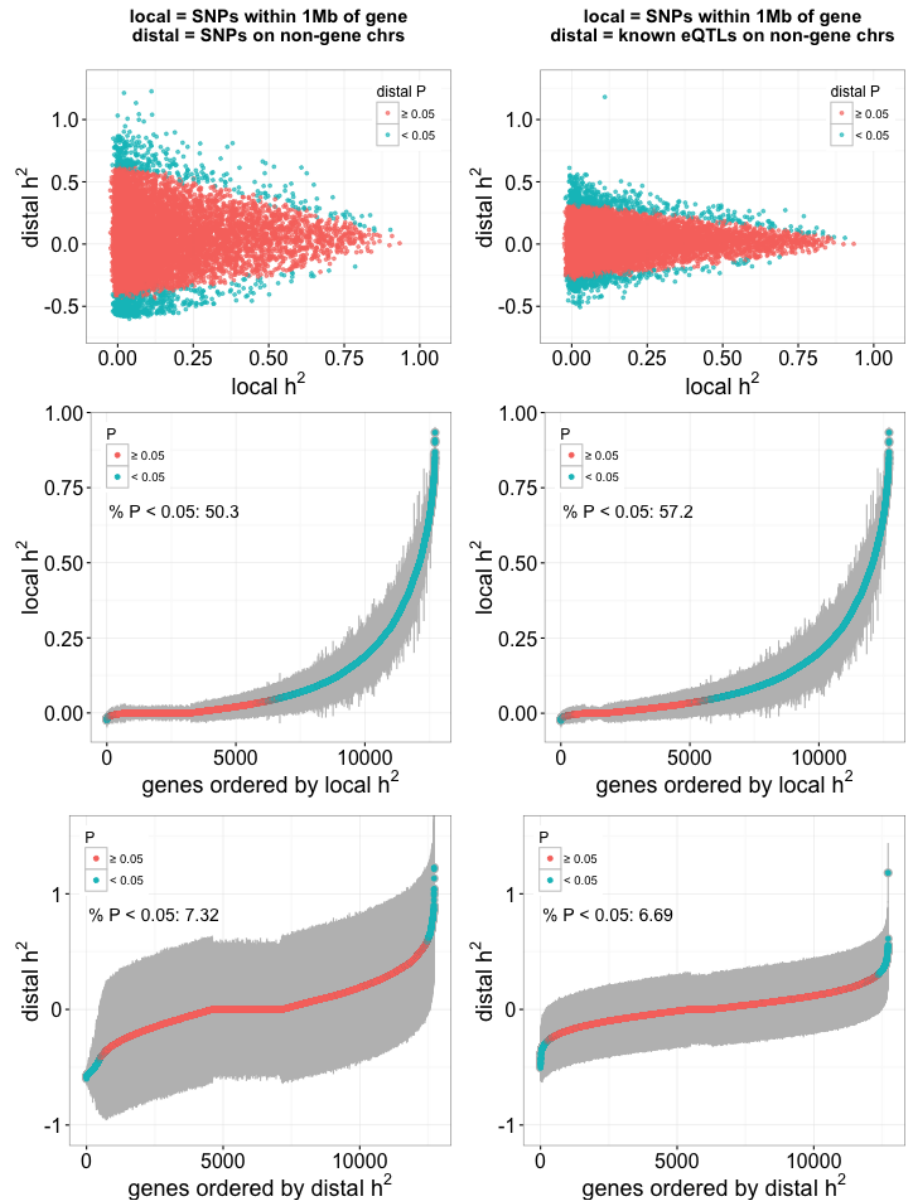 local = SNPs within 1Mb of gene
distal = SNPs on non-gene chrs
local = SNPs within 1Mb of gene
distal = known eQTLs on non-gene chrs
distal P
≥ 0.05
< 0.05
1.0
0.5
0.0
-0.5
distal h²
0.00 0.25 0.50 0.75 1.00
local h²
distal P
≥ 0.05
< 0.05
1.0
0.5
0.0
-0.5
distal h²
0.00 0.25 0.50 0.75 1.00
local h²
1.00
0.75
0.50
0.25
0.00
local h²
P
≥ 0.05
< 0.05
% P < 0.05: 50.3
0 5000 10000
genes ordered by local h²
1.00
0.75
0.50
0.25
0.00
local h²
P
≥ 0.05
< 0.05
% P < 0.05: 57.2
0 5000 10000
genes ordered by local h²
1
0
-1
distal h²
P
≥ 0.05
< 0.05
% P < 0.05: 7.32
0 5000 10000
genes ordered by distal h²
1
0
-1
distal h²
P
≥ 0.05
< 0.05
% P < 0.05: 6.69
0 5000 10000
genes ordered by distal h²